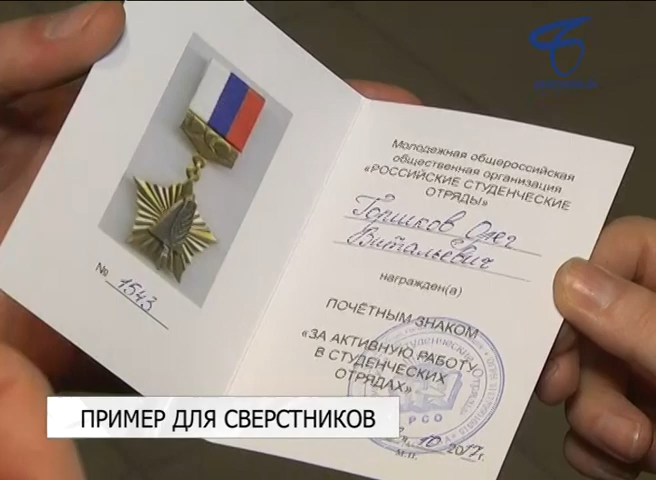 № 1543
Молодежная общероссийская
общественная организация
«РОССИЙСКИЕ СТУДЕНЧЕСКИЕ
ОТРЯДЫ»
Горшков Олег
Витальевич
награжден(а)
ПОЧЁТНЫМ ЗНАКОМ
«ЗА АКТИВНУЮ РАБОТУ
В СТУДЕНЧЕСКИХ
ОТРЯДАХ»
РСО
10 2017г.
М.П.
ПРИМЕР ДЛЯ СВЕРСТНИКОВ